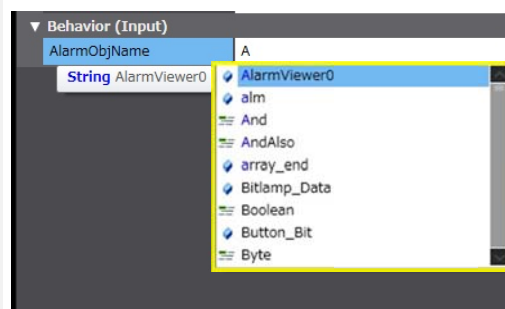 ▼ Behavior (Input)
AlarmObjName A
String AlarmViewer0
AlarmViewer0
alm
And
AndAlso
array_end
Bitlamp_Data
Boolean
Button_Bit
Byte